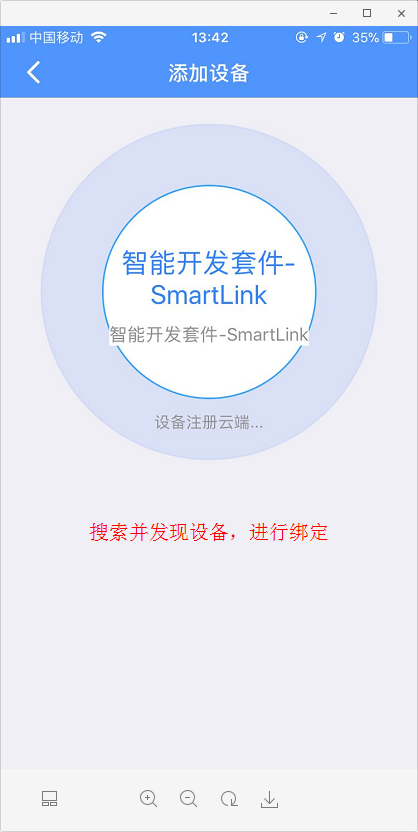 中国移动 13:42 35%
添加设备
智能开发套件-
SmartLink
智能开发套件-SmartLink
设备注册云端...
搜索并发现设备，进行绑定